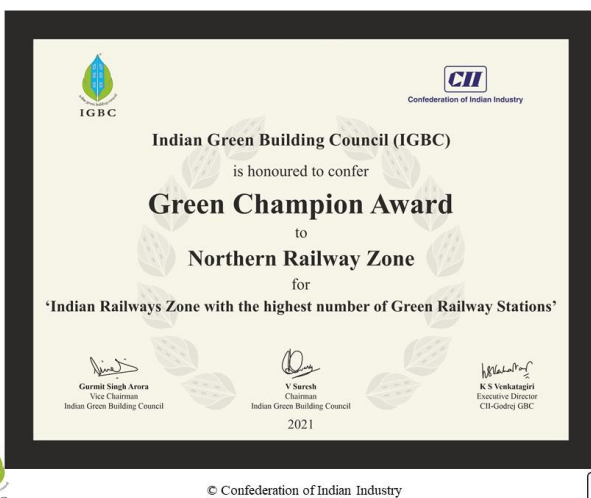 IGBC
CII
Confederation of Indian Industry
Indian Green Building Council (IGBC)
is honoured to confer
Green Champion Award
to
Northern Railway Zone
for
‘Indian Railways Zone with the highest number of Green Railway Stations’
Gurmit Singh Arora
Vice Chairman
Indian Green Building Council
V Suresh
Chairman
Indian Green Building Council
K S Venkatagiri
Executive Director
CII-Godrej GBC
2021
© Confederation of Indian Industry